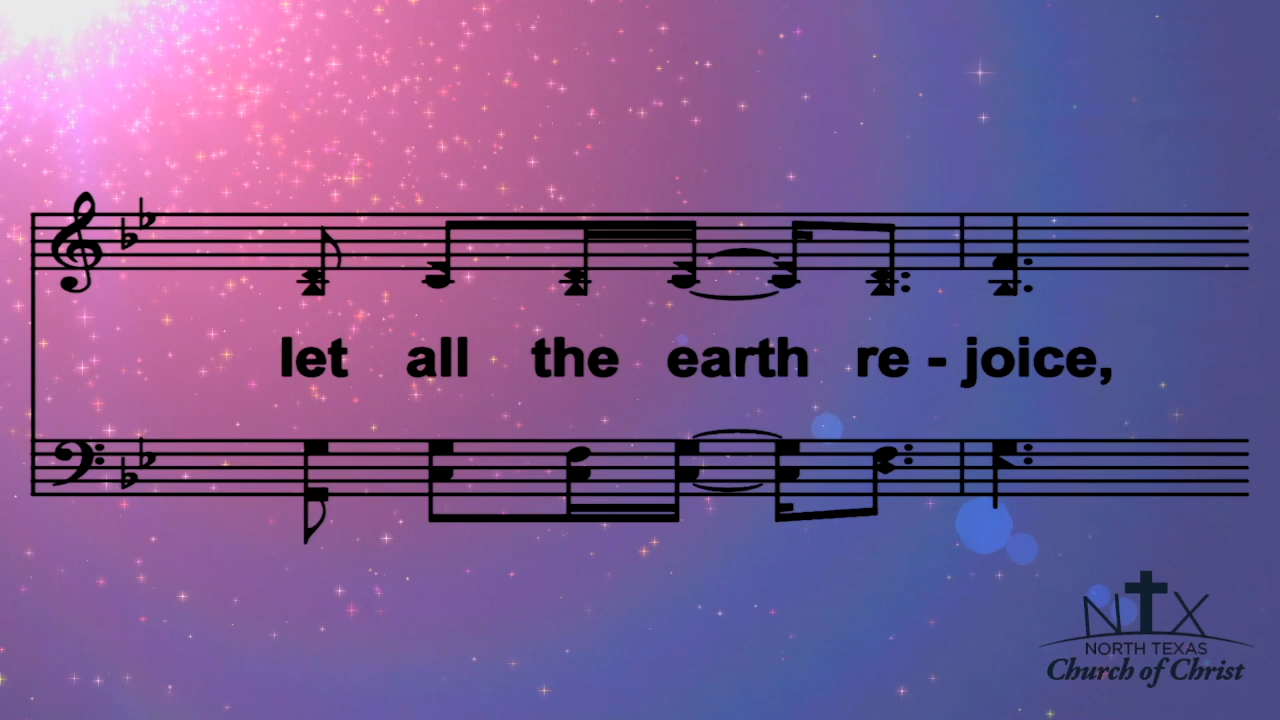 let all the earth re - joice,
NTX
NORTH TEXAS
Church of Christ